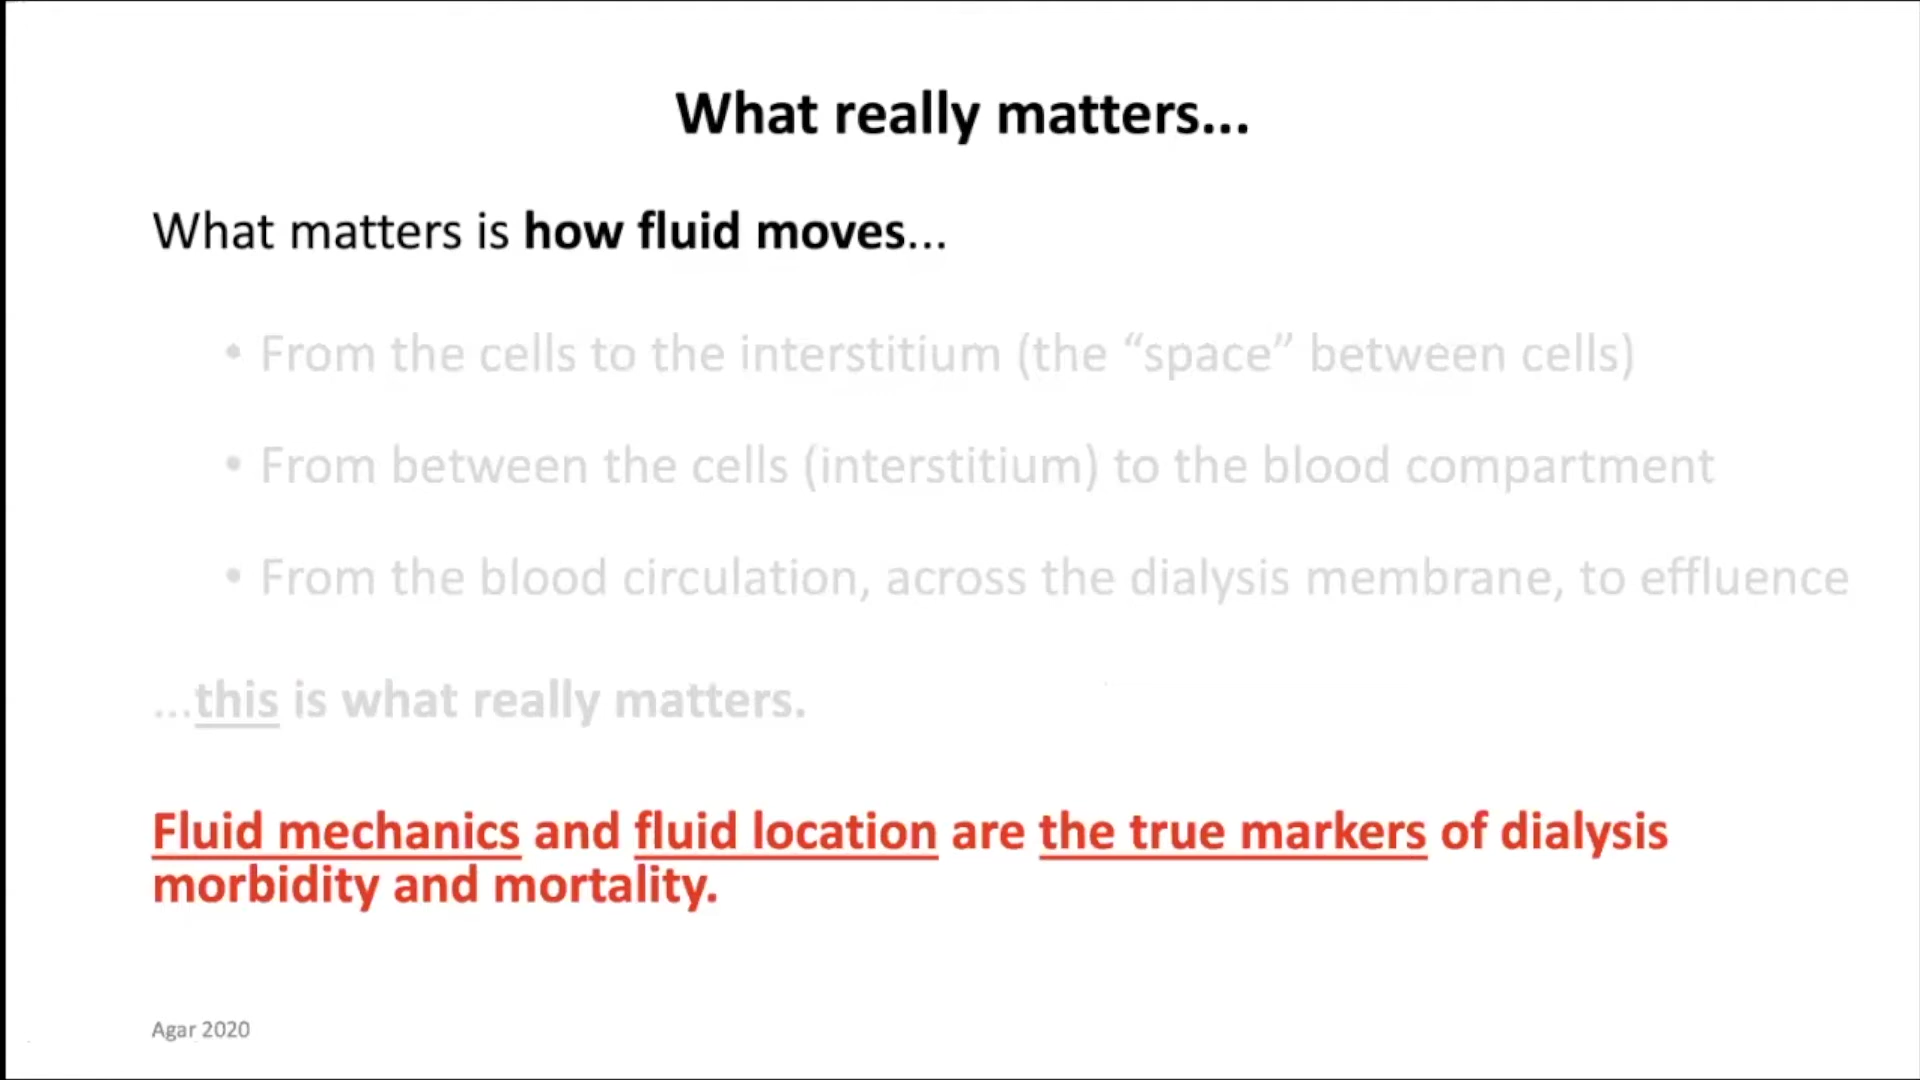 What really matters...
What matters is how fluid moves...
• From the cells to the interstitium (the “space” between cells)
• From between the cells (interstitium) to the blood compartment
• From the blood circulation, across the dialysis membrane, to effluence
...this is what really matters.
Fluid mechanics and fluid location are the true markers of dialysis
morbidity and mortality.
Agar 2020